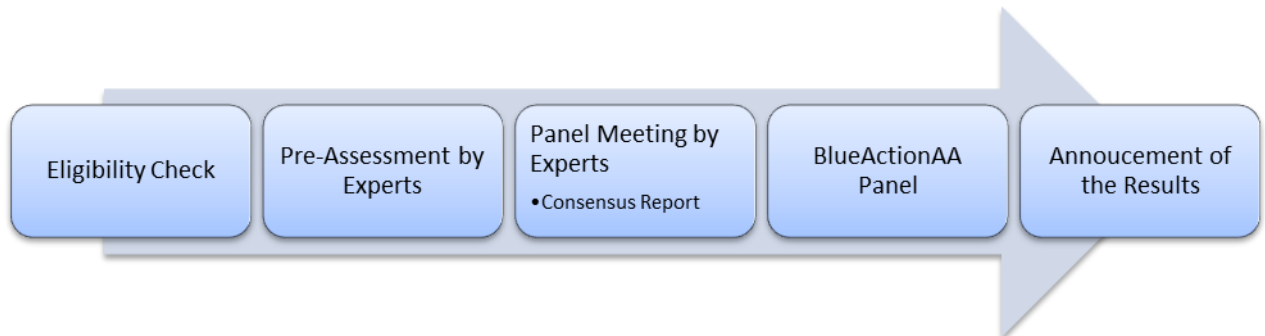 Eligibility Check
Pre-Assessment by
Experts
Panel Meeting by
Experts
•Consensus Report
BlueActionAA
Panel
Annoucement of
the Results